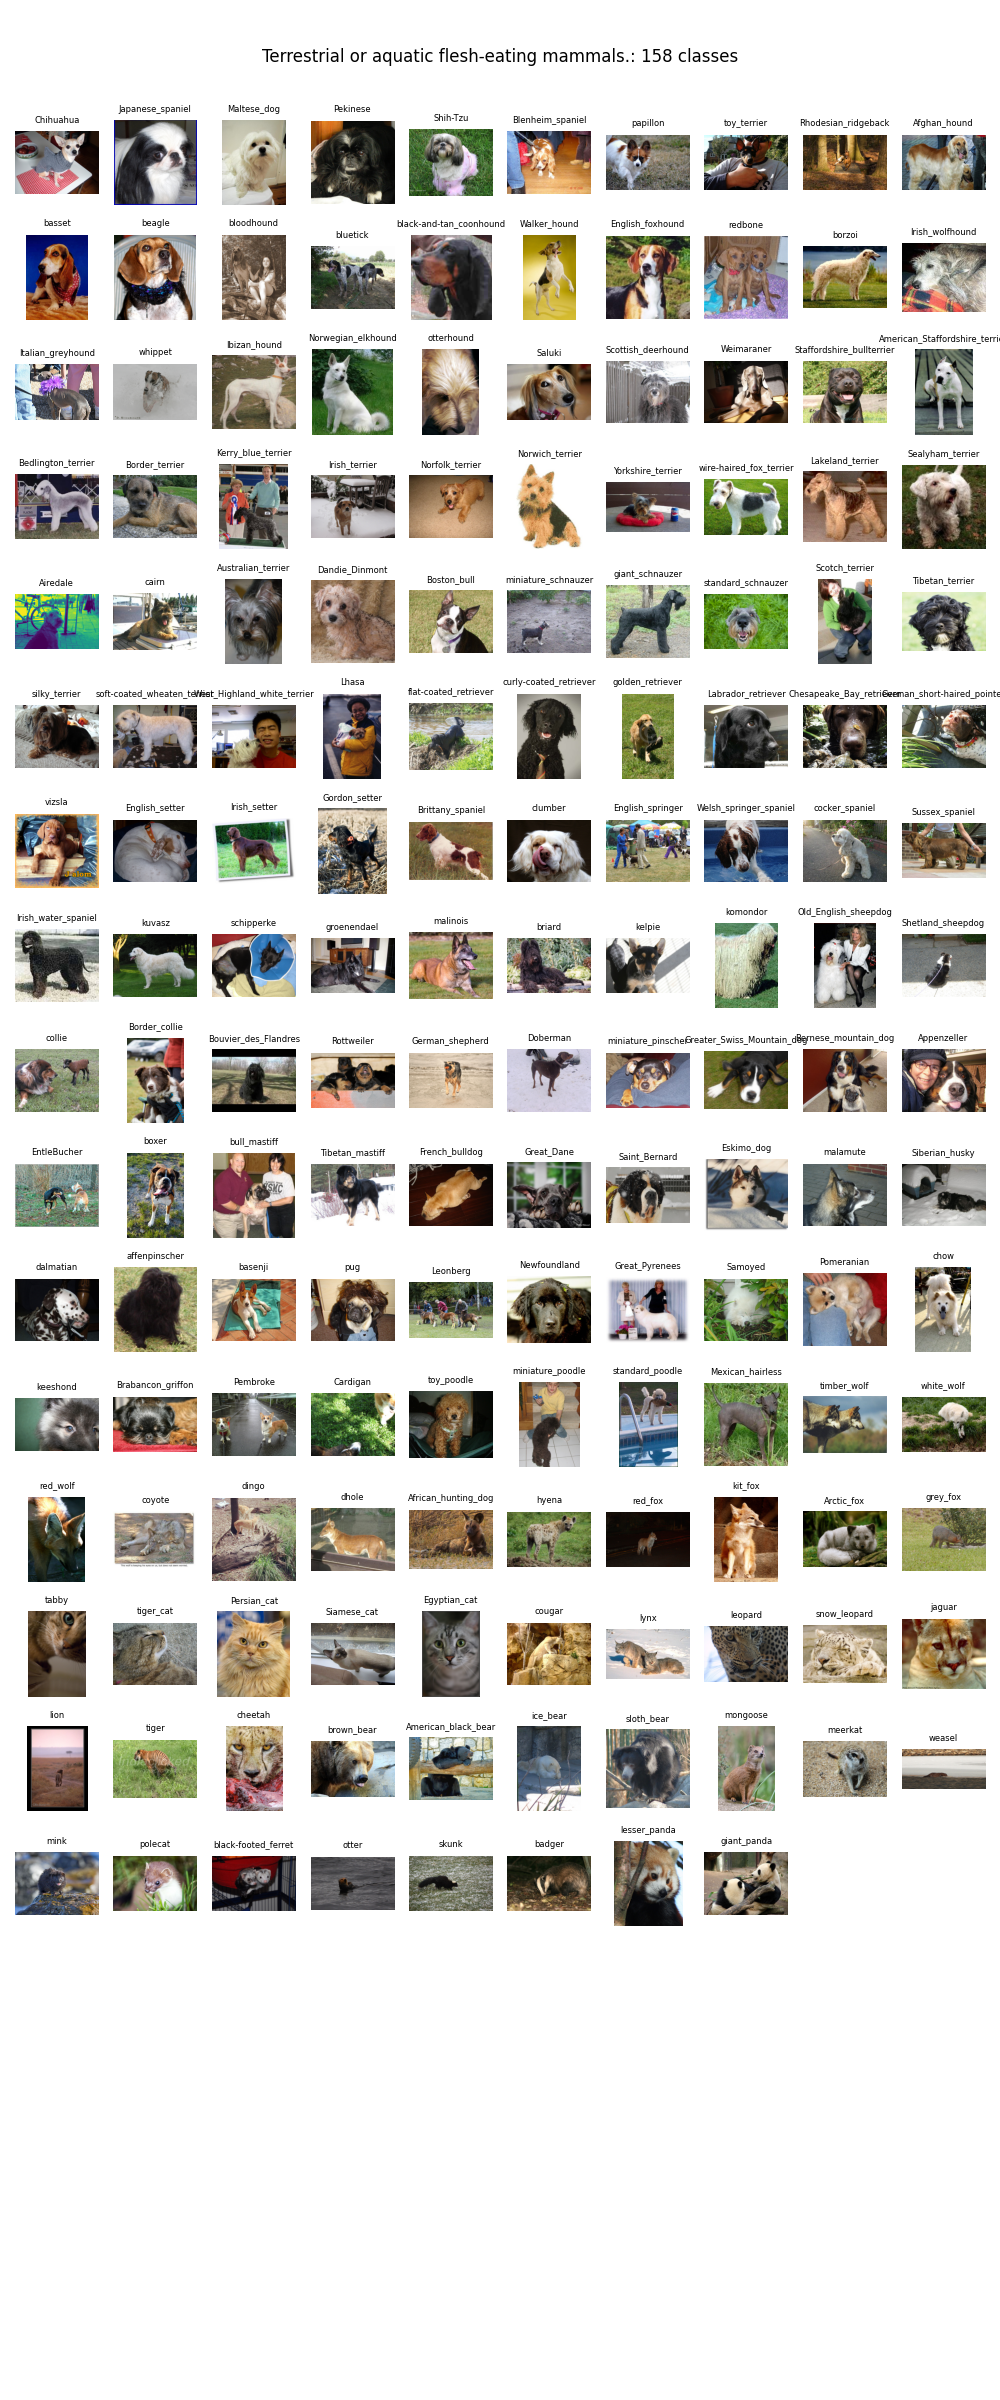 Terrestrial or aquatic flesh-eating mammals.: 158 classes
Chihuahua Japanese_spaniel Maltese_dog Pekinese Shih-Tzu Blenheim_spaniel papillon toy_terrier Rhodesian_ridgeback Afghan_hound
basset beagle bloodhound bluetick black-and-tan_coonhound Walker_hound English_foxhound redbone borzoi Irish_wolfhound
Italian_greyhound whippet Ibizan_hound Norwegian_elkhound otterhound Saluki Scottish_deerhound Weimaraner Staffordshire_bullterrier American_Staffordshire_terrie
Bedlington_terrier Border_terrier Kerry_blue_terrier Irish_terrier Norfolk_terrier Norwich_terrier Yorkshire_terrier wire-haired_fox_terrier Lakeland_terrier Sealyham_terrier
Airedale cairn Australian_terrier Dandie_Dinmont Boston_bull miniature_schnauzer giant_schnauzer standard_schnauzer Scotch_terrier Tibetan_terrier
silky_terrier soft-coated_wheaten_terrier West_Highland_white_terrier Lhasa flat-coated_retriever curly-coated_retriever golden_retriever Labrador_retriever Chesapeake_Bay_retriever German_short-haired_pointe
vizsla English_setter Irish_setter Gordon_setter Brittany_spaniel clumber English_springer Welsh_springer_spaniel cocker_spaniel Sussex_spaniel
Irish_water_spaniel kuvasz schipperke groenendael malinois briard kelpie komondor Old_English_sheepdog Shetland_sheepdog
collie Border_collie Bouvier_des_Flandres Rottweiler German_shepherd Doberman miniature_pinscher Greater_Swiss_Mountain_dog Bernese_mountain_dog Appenzeller
EntleBucher boxer bull_mastiff Tibetan_mastiff French_bulldog Great_Dane Saint_Bernard Eskimo_dog malamute Siberian_husky
dalmatian affenpinscher basenji pug Leonberg Newfoundland Great_Pyrenees Samoyed Pomeranian chow
keeshond Brabancon_griffon Pembroke Cardigan toy_poodle miniature_poodle standard_poodle Mexican_hairless timber_wolf white_wolf
red_wolf coyote dingo dhole African_hunting_dog hyena red_fox kit_fox Arctic_fox grey_fox
tabby tiger_cat Persian_cat Siamese_cat Egyptian_cat cougar lynx leopard snow_leopard jaguar
lion tiger cheetah brown_bear American_black_bear ice_bear sloth_bear mongoose meerkat weasel
mink polecat black-footed_ferret otter skunk badger lesser_panda giant_panda